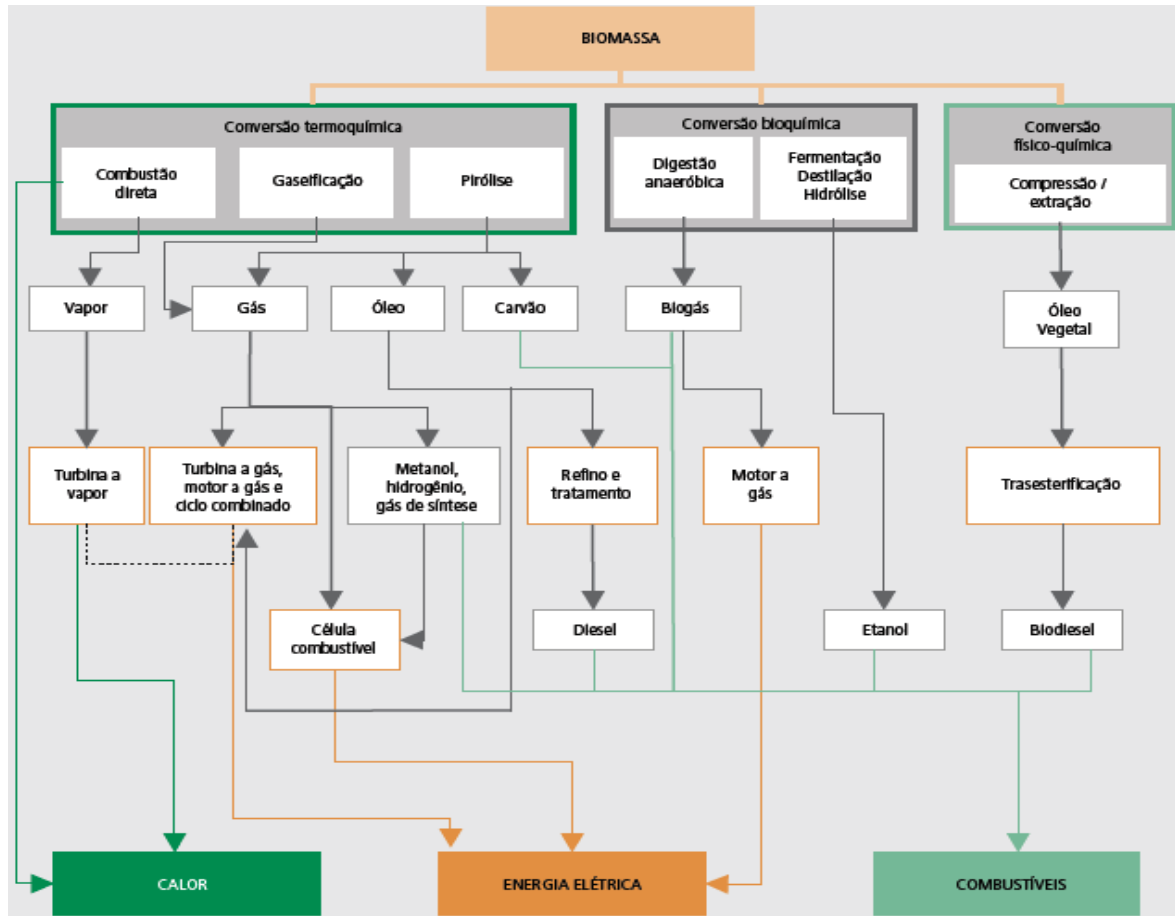 BIOMASSA
Conversão termoquímica
Combustão
direta
Gaseificação
Pirólise
Conversão bioquímica
Digestão
anaeróbica
Fermentação
Destilação
Hidrólise
Conversão
físico-química
Compressão /
extração
Vapor
Gás
Óleo
Carvão
Biogás
Óleo
Vegetal
Turbina a
vapor
Turbina a gás,
motor a gás e
ciclo combinado
Metanol,
hidrogênio,
gás de síntese
Refino e
tratamento
Motor a
gás
Trasesterificação
Célula
combustível
Diesel
Etanol
Biodiesel
CALOR
ENERGIA ELÉTRICA
COMBUSTÍVEIS